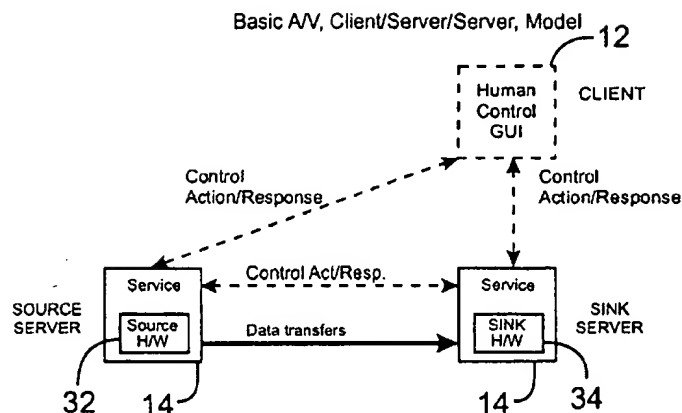 Basic A/V, Client/Server/Server, Model
12
Human
Control
GUI
CLIENT
Control
Action/Response
Control
Action/Response
Service
Control Act/Resp.
Service
SOURCE
SERVER
Source
H/W
Data transfers
SINK
H/W
SINK
SERVER
32
14
14
34